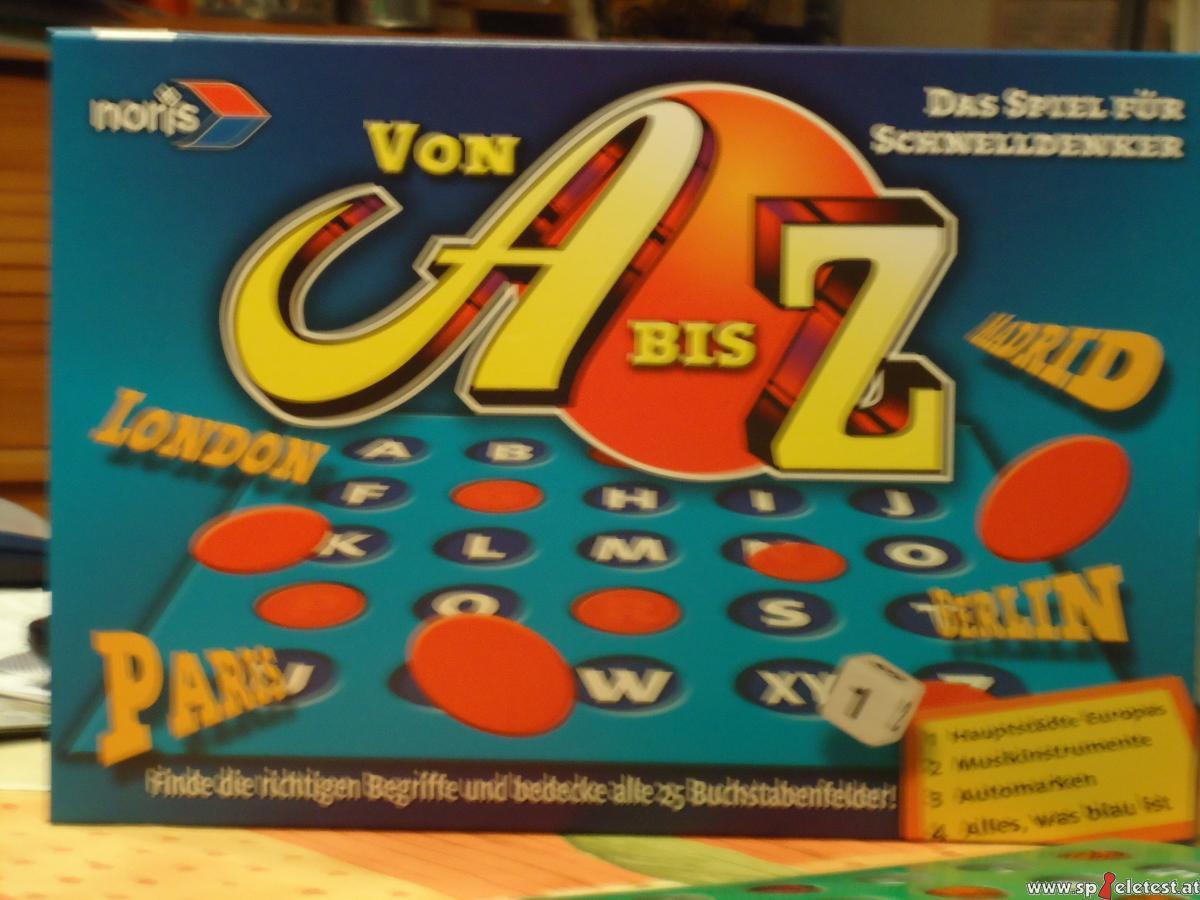 noris
VON
A
BIS
Z
DAS SPIEL FÜR
SCHNELLDENKER
MADRID
LONDON
A B
F H I J
K L M O
S
BERLIN
PARIS
W XY
1 2
1 Hauptstädte Europas
2 Musikinstrumente
3 Automarken
4 Alles, was blau ist
Finde die richtigen Begriffe und bedecke alle 25 Buchstabenfelder!
www.spieletest.at